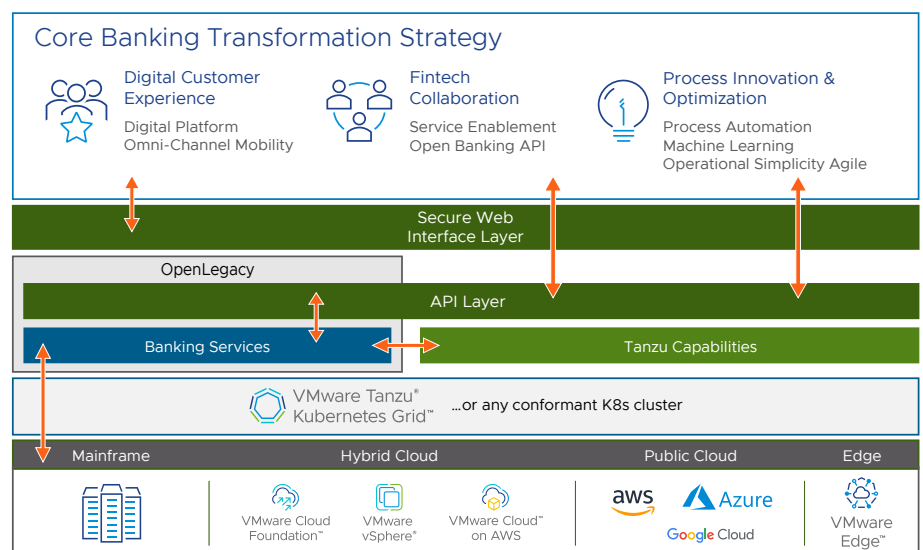 Core Banking Transformation Strategy
Digital Customer
Experience
Digital Platform
Omni-Channel Mobility
Fintech
Collaboration
Service Enablement
Open Banking API
Process Innovation &
Optimization
Process Automation
Machine Learning
Operational Simplicity Agile
Secure Web
Interface Layer
OpenLegacy
API Layer
Banking Services
Tanzu Capabilities
VMware Tanzu®
Kubernetes Grid™
...or any conformant K8s cluster
Mainframe
Hybrid Cloud
Public Cloud
Edge
VMware Cloud
Foundation™
VMware
vSphere®
VMware Cloud™
on AWS
aws
Azure
Google Cloud
VMware
Edge™